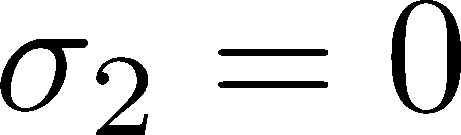 σ₂ = 0